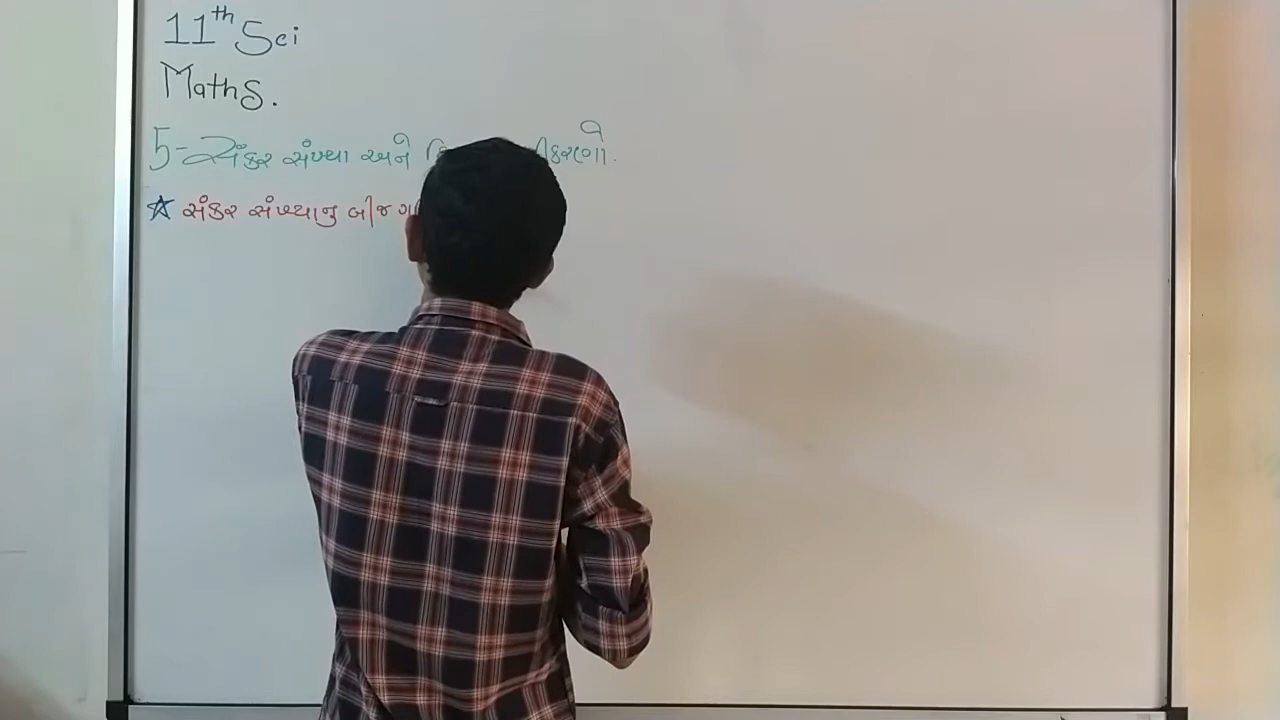 11th Sci
Maths.
5- સંકર સંખ્યા અને
☆ સંકર સંખ્યાનુ બીજ